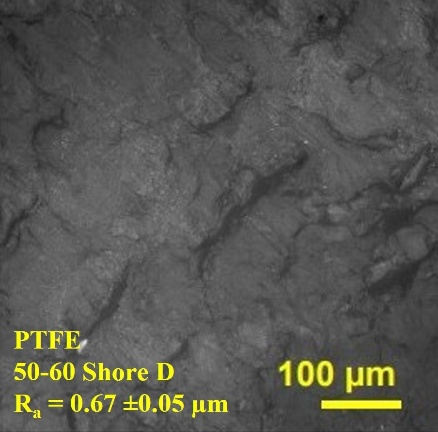 PTFE
50-60 Shore D
Rₐ = 0.67 ±0.05 µm
100 µm